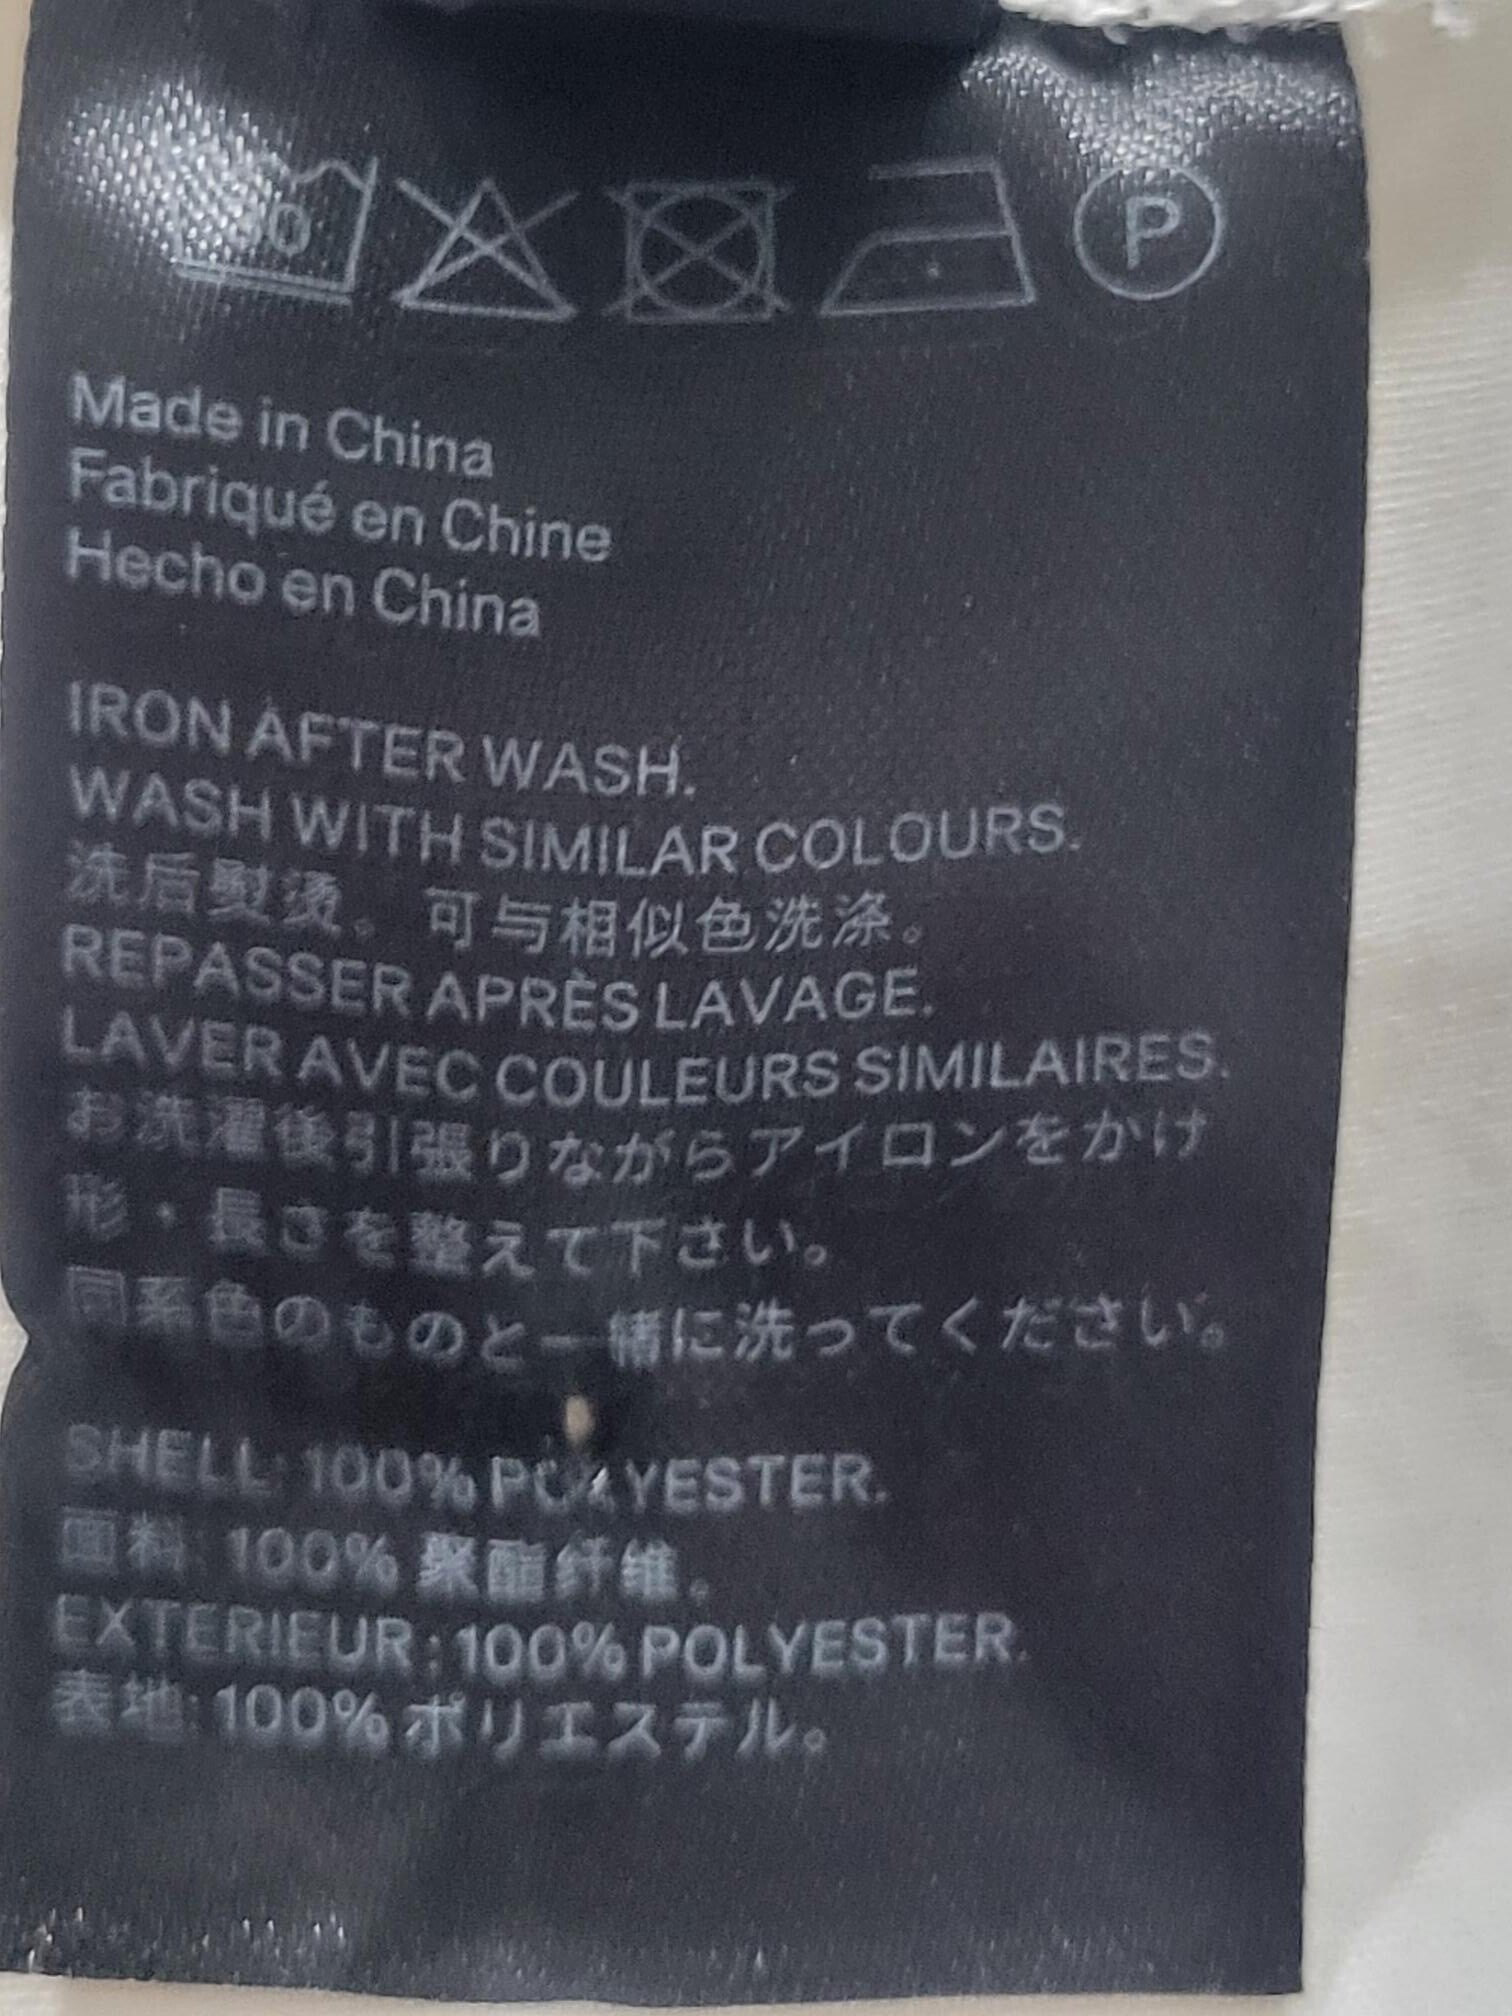 P
Made in China
Fabriqué en Chine
Hecho en China
IRON AFTER WASH.
WASH WITH SIMILAR COLOURS.
洗后熨烫。可与相似色洗涤。
REPASSER APRÈS LAVAGE.
LAVER AVEC COULEURS SIMILAIRES.
お洗濯後引張りながらアイロンをかけ
形・長さを整えて下さい。
同系色のものと一緒に洗ってください。
SHELL: 100% POLYESTER.
面料: 100% 聚酯纤维。
EXTERIEUR : 100% POLYESTER.
表地: 100% ポリエステル。